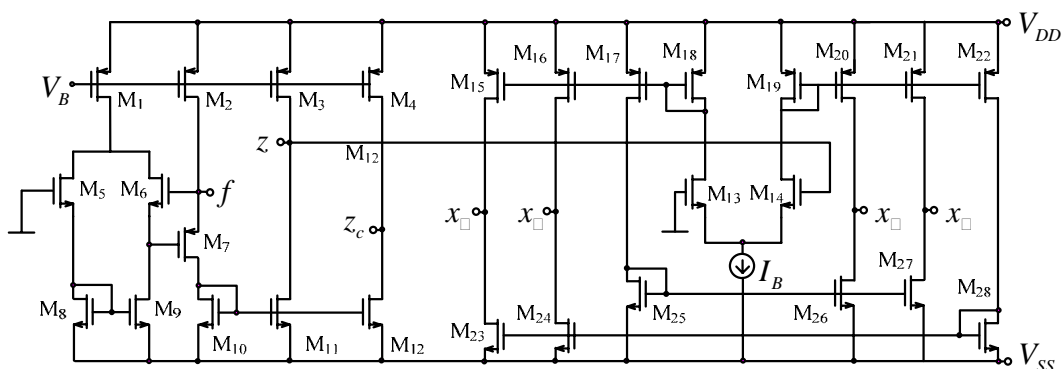 V_DD
M16 M17 M18 M20 M21 M22
V_B M1 M2 M3 M4 M15 M19
z M12
M5 M6 f M13 M14
x□ x□ x□ x□
z_c M7
I_B M27
M8 M9 M25 M26 M28
M10 M11 M12 M23 M24
V_SS